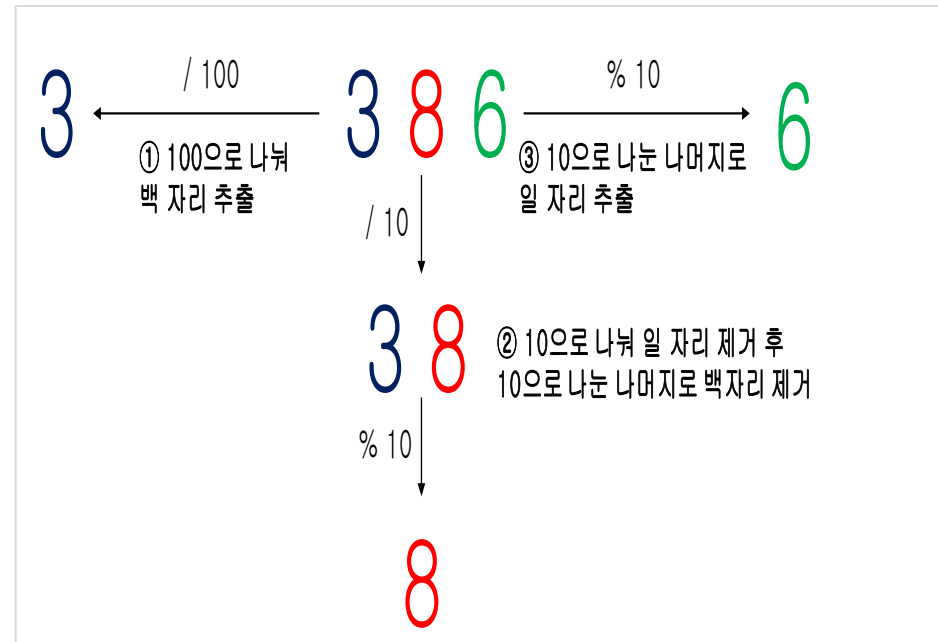 / 100
% 10
3
3 8 6
6
① 100으로 나눠
백 자리 추출
③ 10으로 나눈 나머지로
일 자리 추출
/ 10
3 8
② 10으로 나눠 일 자리 제거 후
10으로 나눈 나머지로 백자리 제거
% 10
8